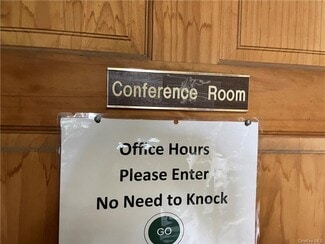 Conference Room
Office Hours
Please Enter
No Need to Knock
GO